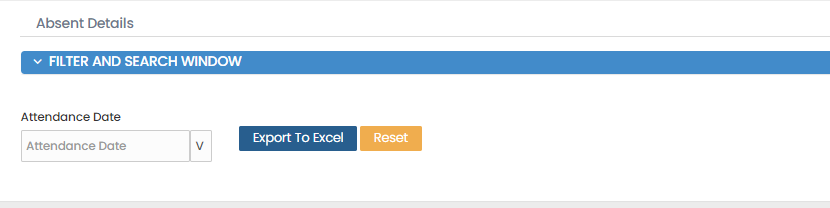 Absent Details
FILTER AND SEARCH WINDOW
Attendance Date
Attendance Date V
Export To Excel Reset